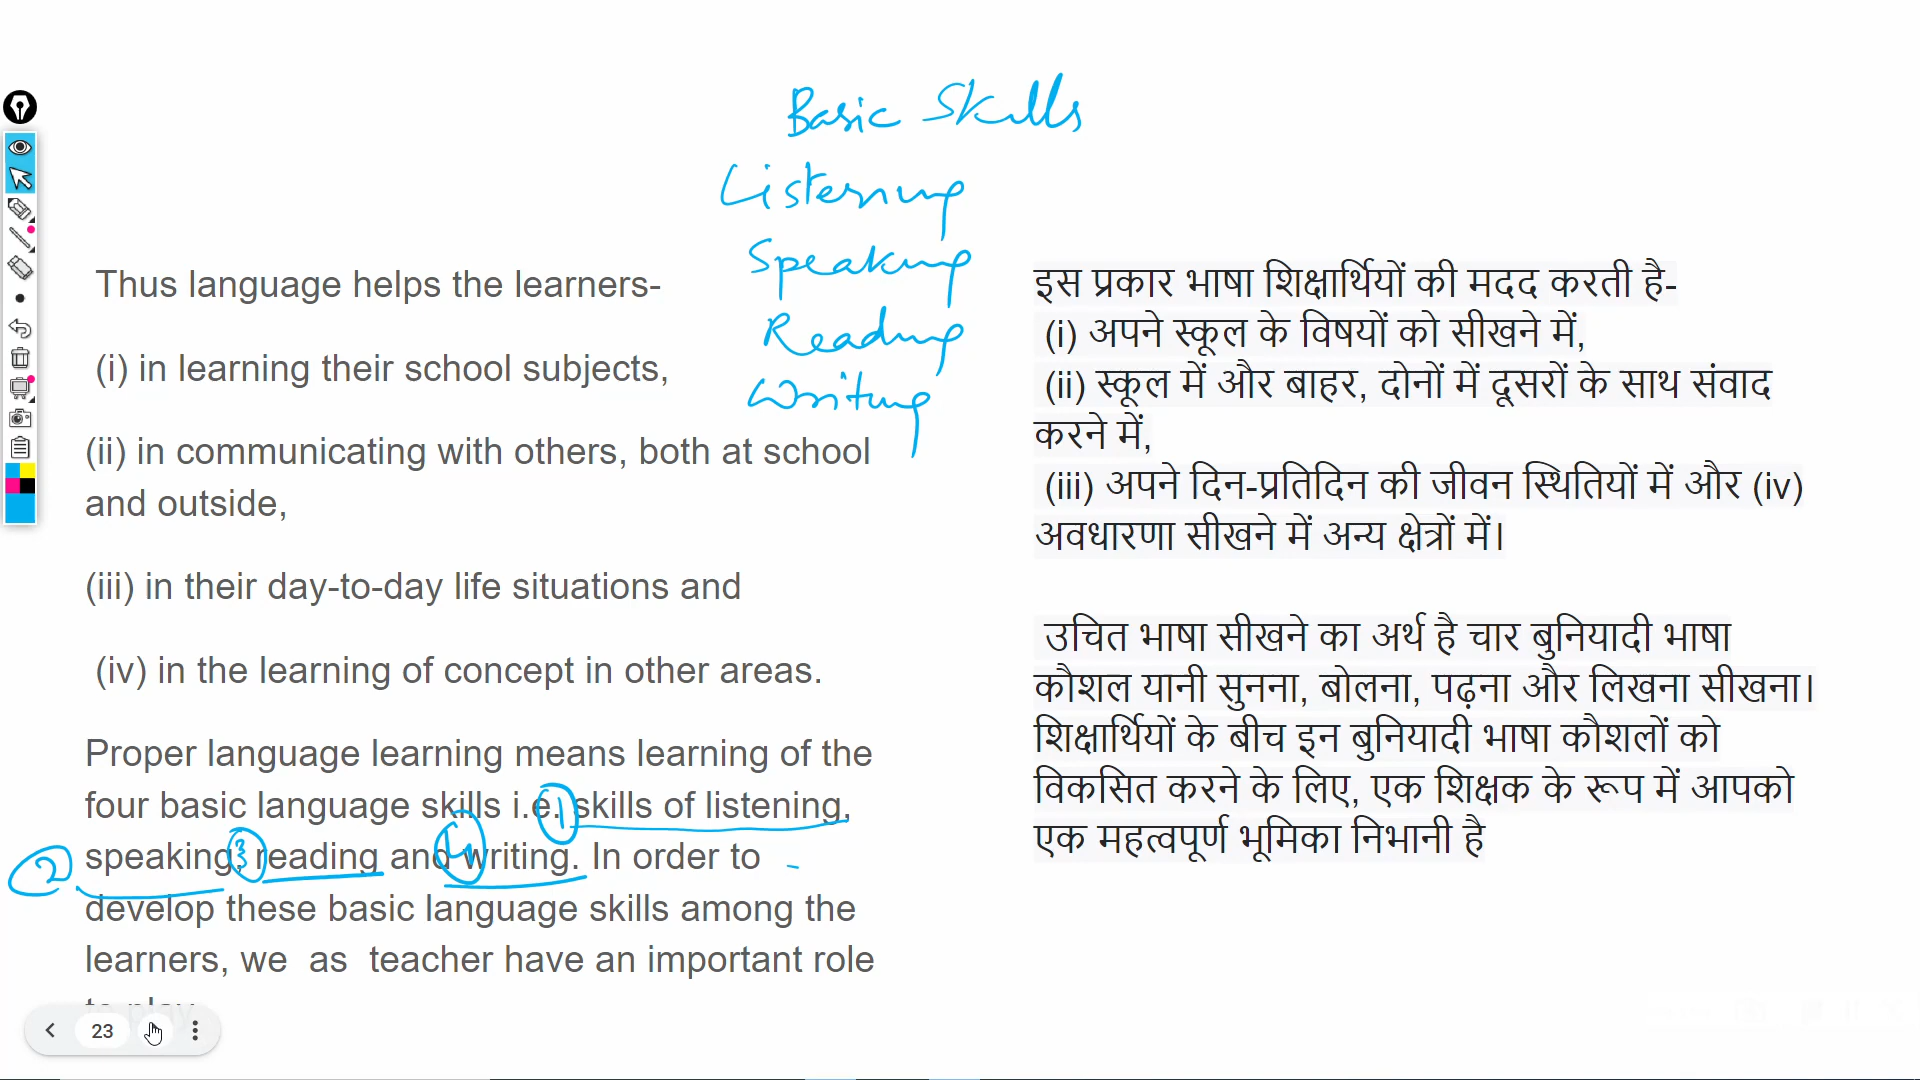 Basic Skills
Listening
Speaking
Reading
Writing
Thus language helps the learners-
(i) in learning their school subjects,
(ii) in communicating with others, both at school
and outside,
(iii) in their day-to-day life situations and
(iv) in the learning of concept in other areas.
Proper language learning means learning of the
four basic language skills i.e. 1 skills of listening,
2 speaking, 3 reading and 4 writing. In order to
develop these basic language skills among the
learners, we as teacher have an important role
to play
इस प्रकार भाषा शिक्षार्थियों की मदद करती है-
(i) अपने स्कूल के विषयों को सीखने में,
(ii) स्कूल में और बाहर, दोनों में दूसरों के साथ संवाद
करने में,
(iii) अपने दिन-प्रतिदिन की जीवन स्थितियों में और (iv)
अवधारणा सीखने में अन्य क्षेत्रों में।
उचित भाषा सीखने का अर्थ है चार बुनियादी भाषा
कौशल यानी सुनना, बोलना, पढ़ना और लिखना सीखना।
शिक्षार्थियों के बीच इन बुनियादी भाषा कौशलों को
विकसित करने के लिए, एक शिक्षक के रूप में आपको
एक महत्वपूर्ण भूमिका निभानी है
23